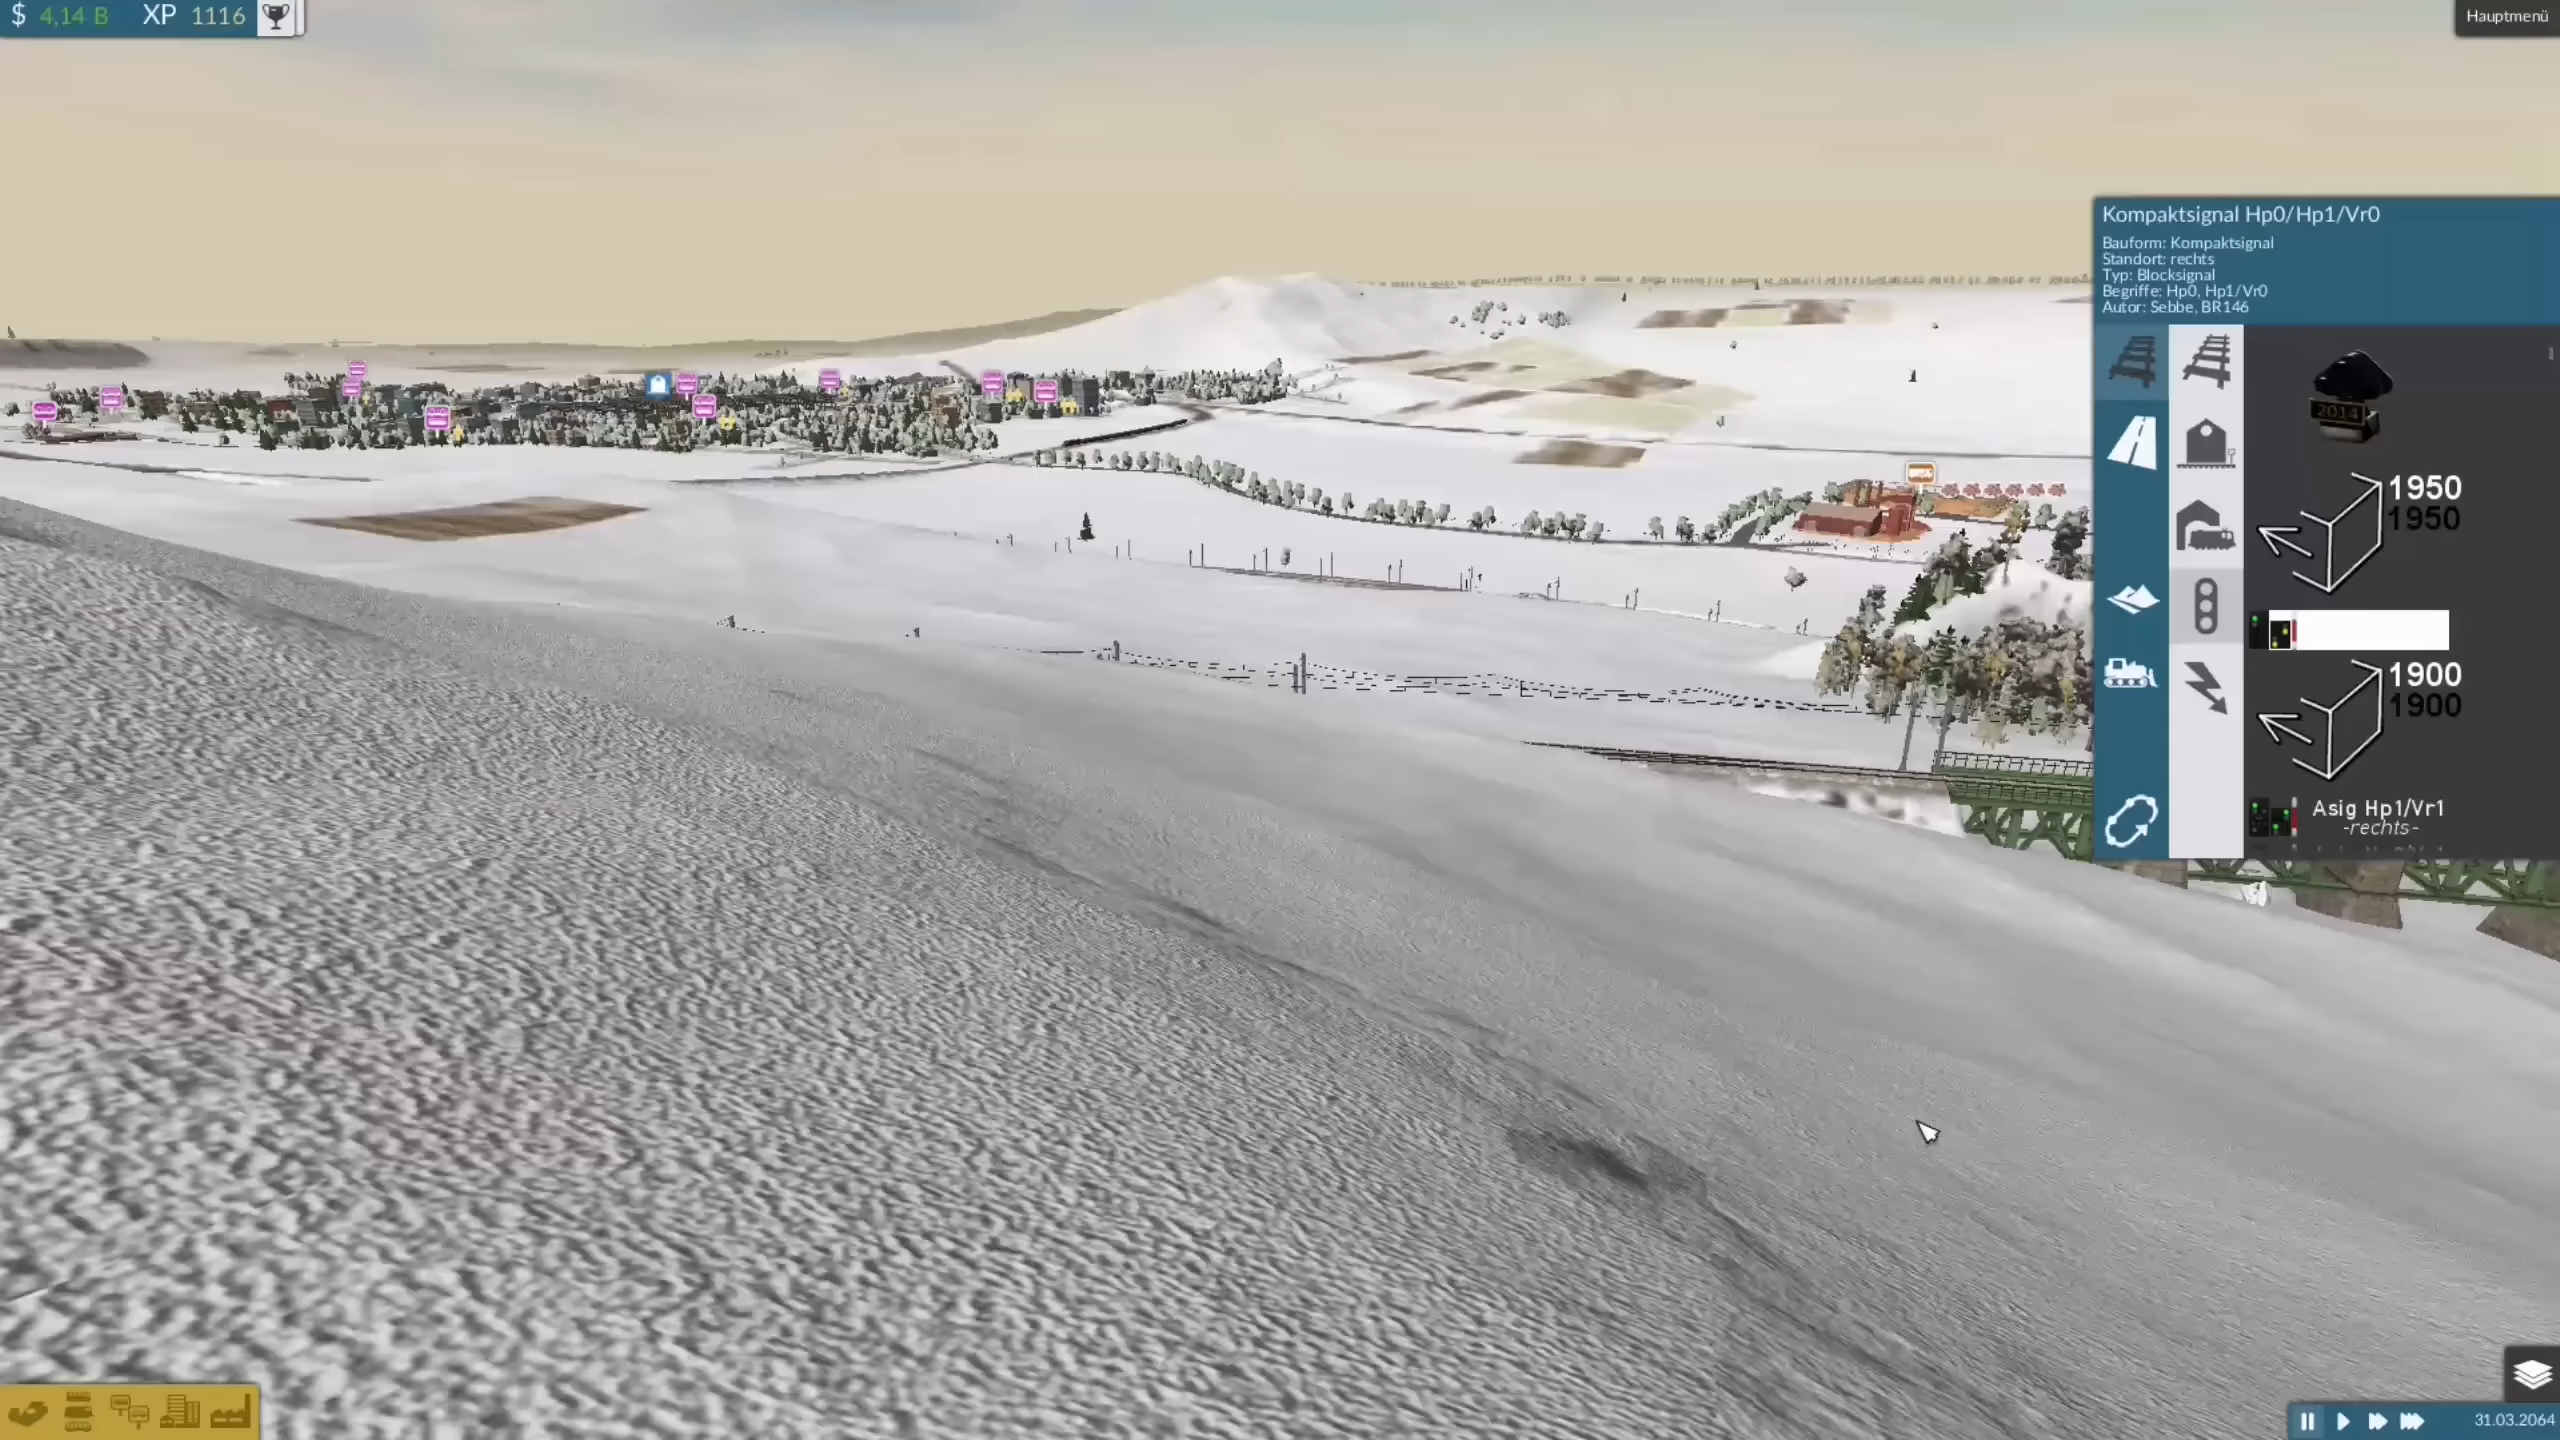 $ 4,14 B XP 1116
Hauptmenü
Kompaktsignal Hp0/Hp1/Vr0
Bauform: Kompaktsignal
Standort: rechts
Typ: Blocksignal
Begriffe: Hp0, Hp1/Vr0
Autor: Sebbe, BR146
2014
1950
1950
1900
1900
Asig Hp1/Vr1
-rechts-
31.03.2064